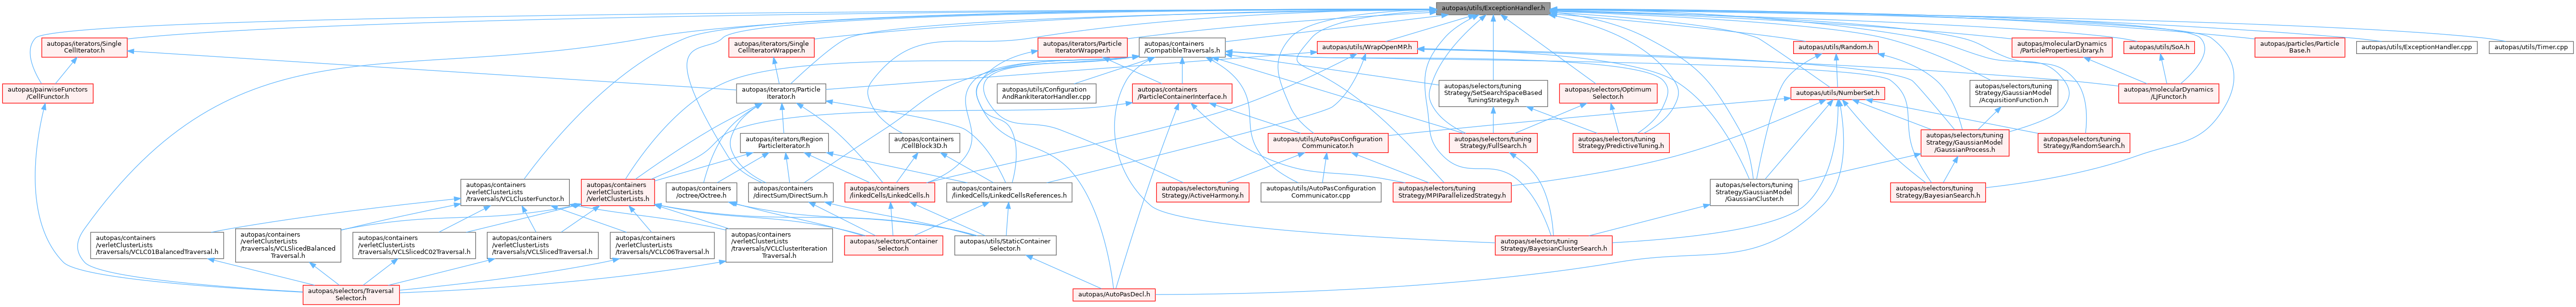 autopas/utils/ExceptionHandler.h
autopas/iterators/Single
CellIterator.h
autopas/iterators/Single
CellIteratorWrapper.h
autopas/iterators/Particle
IteratorWrapper.h
autopas/containers
/CompatibleTraversals.h
autopas/utils/WrapOpenMP.h
autopas/utils/Random.h
autopas/molecularDynamics
/ParticlePropertiesLibrary.h
autopas/utils/SoA.h
autopas/particles/Particle
Base.h
autopas/utils/ExceptionHandler.cpp
autopas/utils/Timer.cpp
autopas/pairwiseFunctors
/CellFunctor.h
autopas/iterators/Particle
Iterator.h
autopas/utils/Configuration
AndRankIteratorHandler.cpp
autopas/containers
/ParticleContainerInterface.h
autopas/selectors/tuning
Strategy/SetSearchSpaceBased
TuningStrategy.h
autopas/selectors/Optimum
Selector.h
autopas/utils/NumberSet.h
autopas/selectors/tuning
Strategy/GaussianModel
/AcquisitionFunction.h
autopas/molecularDynamics
/LJFunctor.h
autopas/iterators/Region
ParticleIterator.h
autopas/containers
/CellBlock3D.h
autopas/utils/AutoPasConfiguration
Communicator.h
autopas/selectors/tuning
Strategy/FullSearch.h
autopas/selectors/tuning
Strategy/PredictiveTuning.h
autopas/selectors/tuning
Strategy/GaussianModel
/GaussianProcess.h
autopas/selectors/tuning
Strategy/RandomSearch.h
autopas/containers
/verletClusterLists
/traversals/VCLClusterFunctor.h
autopas/containers
/verletClusterLists
/VerletClusterLists.h
autopas/containers
/octree/Octree.h
autopas/containers
/directSum/DirectSum.h
autopas/containers
/linkedCells/LinkedCells.h
autopas/containers
/linkedCells/LinkedCellsReferences.h
autopas/selectors/tuning
Strategy/ActiveHarmony.h
autopas/utils/AutoPasConfiguration
Communicator.cpp
autopas/selectors/tuning
Strategy/MPIParallelizedStrategy.h
autopas/selectors/tuning
Strategy/GaussianModel
/GaussianCluster.h
autopas/selectors/tuning
Strategy/BayesianSearch.h
autopas/containers
/verletClusterLists
/traversals/VCLC01BalancedTraversal.h
autopas/containers
/verletClusterLists
/traversals/VCLSlicedBalanced
Traversal.h
autopas/containers
/verletClusterLists
/traversals/VCLSlicedC02Traversal.h
autopas/containers
/verletClusterLists
/traversals/VCLSlicedTraversal.h
autopas/containers
/verletClusterLists
/traversals/VCLC06Traversal.h
autopas/containers
/verletClusterLists
/traversals/VCLClusterIteration
Traversal.h
autopas/selectors/Container
Selector.h
autopas/utils/StaticContainer
Selector.h
autopas/selectors/tuning
Strategy/BayesianClusterSearch.h
autopas/selectors/Traversal
Selector.h
autopas/AutoPasDecl.h